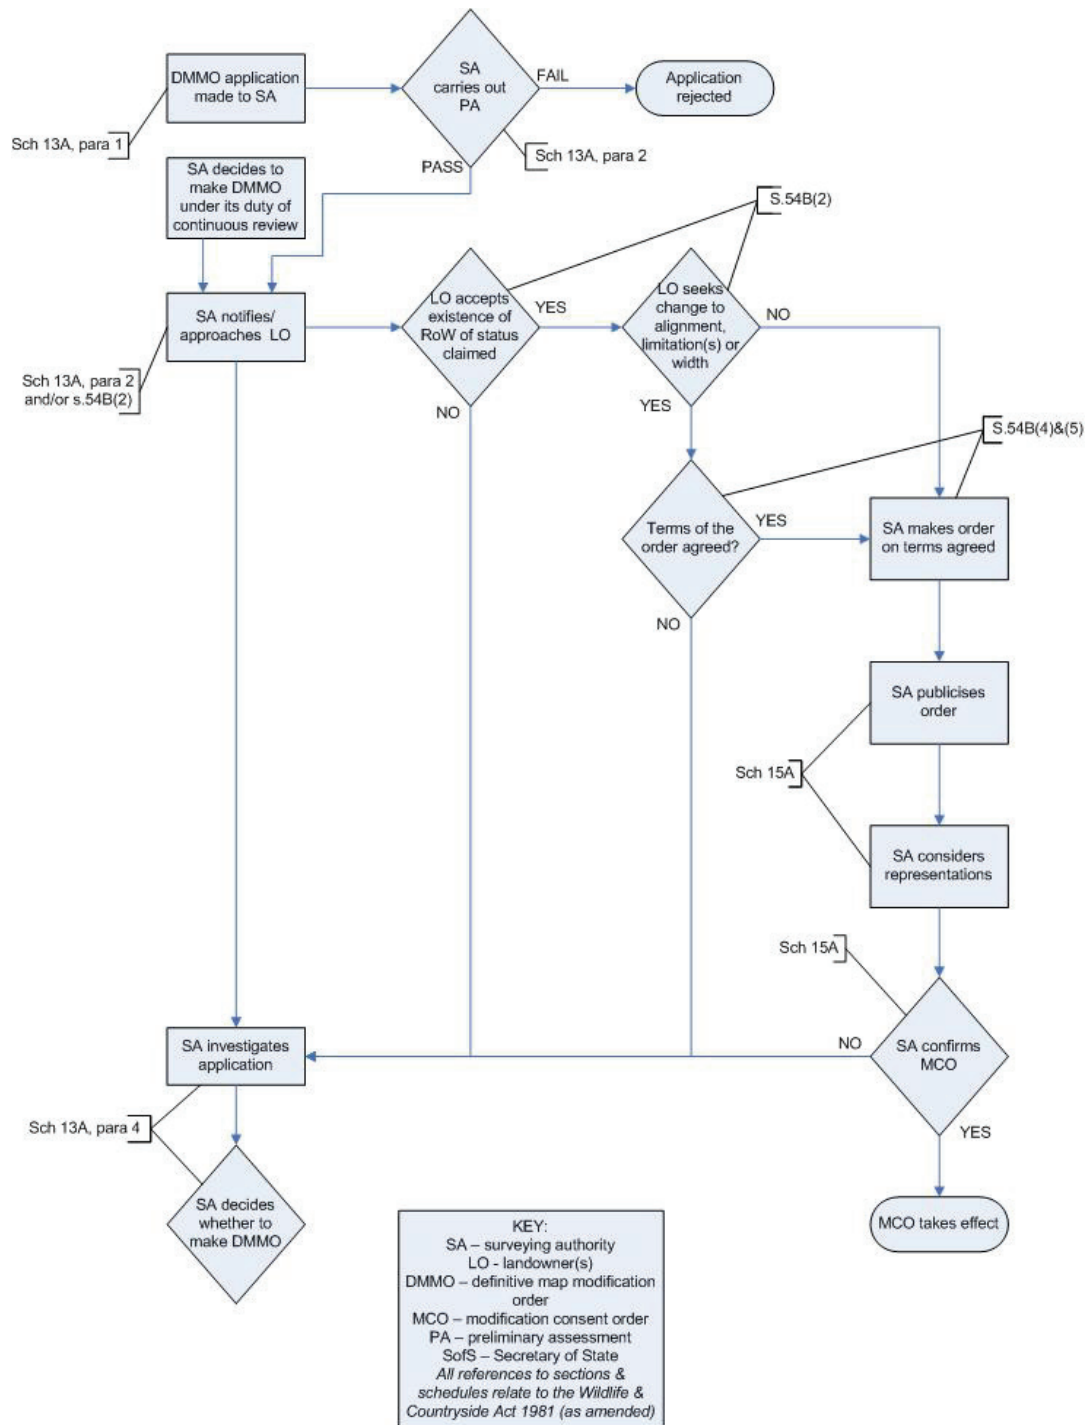 DMMO application
made to SA
SA
carries out
PA
FAIL
Application
rejected
Sch 13A, para 1
Sch 13A, para 2
PASS
SA decides to
make DMMO
under its duty of
continuous review
S.54B(2)
SA notifies/
approaches LO
LO accepts
existence of
RoW of status
claimed
YES
LO seeks
change to
alignment,
limitation(s) or
width
NO
Sch 13A, para 2
and/or s.54B(2)
NO
YES
S.54B(4)&(5)
Terms of the
order agreed?
YES
SA makes order
on terms agreed
NO
SA publicises
order
Sch 15A
SA considers
representations
Sch 15A
SA investigates
application
NO
SA confirms
MCO
Sch 13A, para 4
YES
SA decides
whether to
make DMMO
MCO takes effect
KEY:
SA – surveying authority
LO - landowner(s)
DMMO – definitive map modification
order
MCO – modification consent order
PA – preliminary assessment
SofS – Secretary of State
All references to sections &
schedules relate to the Wildlife &
Countryside Act 1981 (as amended)